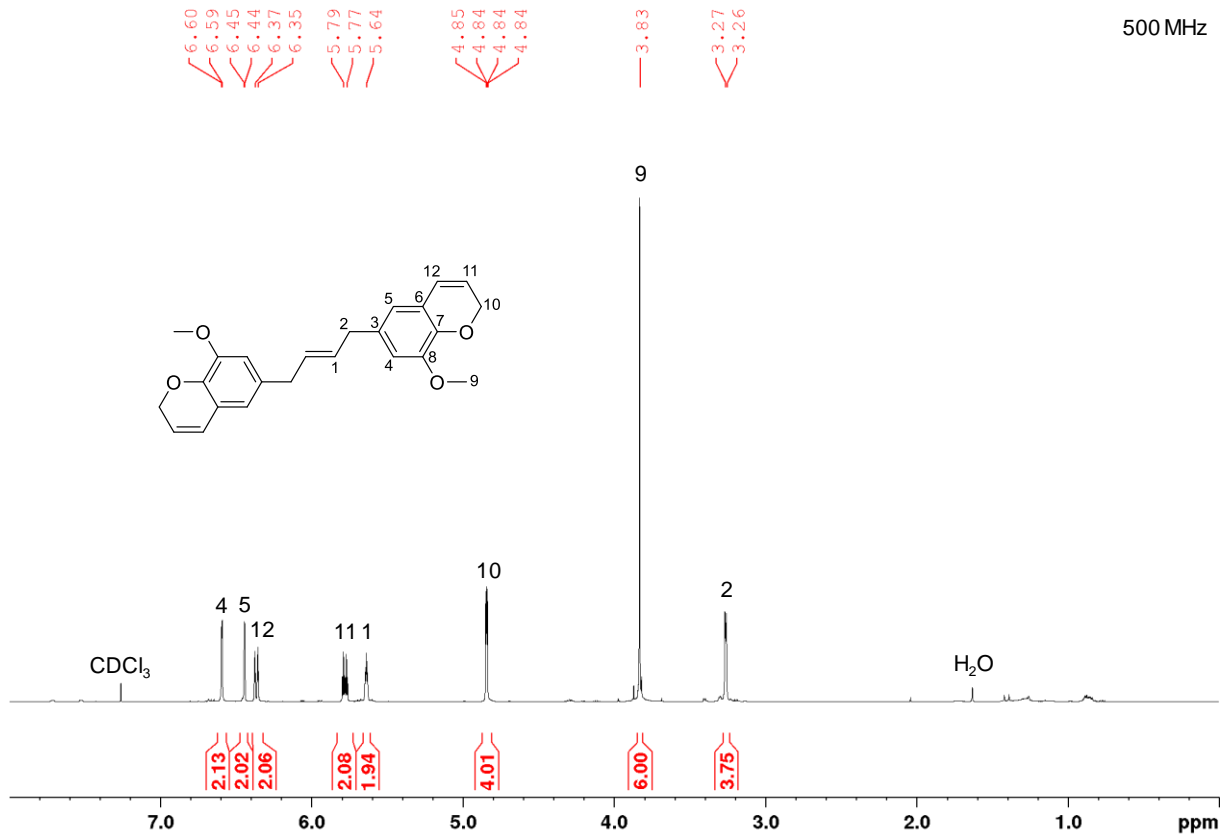 6.60 6.59 6.45 6.44 6.37 6.35 5.79 5.77 5.64 4.85 4.84 4.84 4.84 3.83 3.27 3.26
500 MHz
9
12 11
5 6 10
2 3 7 O
O 1 4 8
O 9
O
10
4 5 12 11 1 2
CDCl3
H2O
2.13 2.02 2.06 2.08 1.94 4.01 6.00 3.75
7.0 6.0 5.0 4.0 3.0 2.0 1.0 ppm